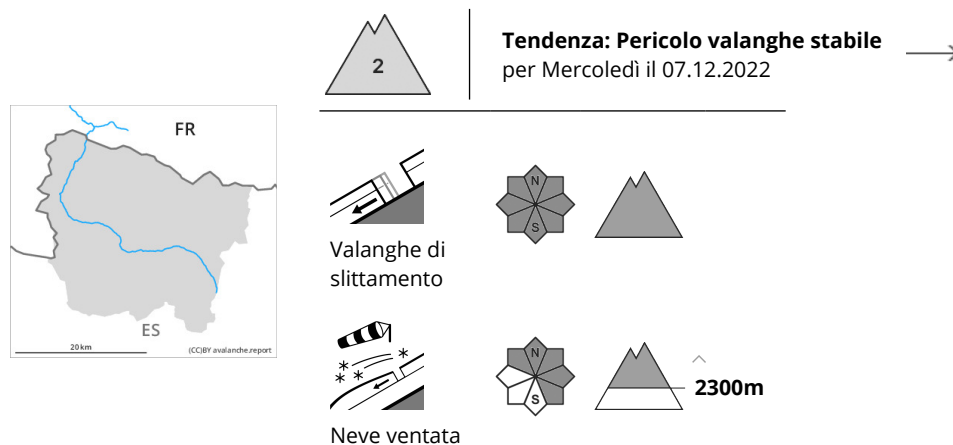 2
Tendenza: Pericolo valanghe stabile
per Mercoledì il 07.12.2022
FR
ES
20 km
(CC)BY avalanche.report
N
S
Valanghe di
slittamento
N
S
2300m
Neve ventata